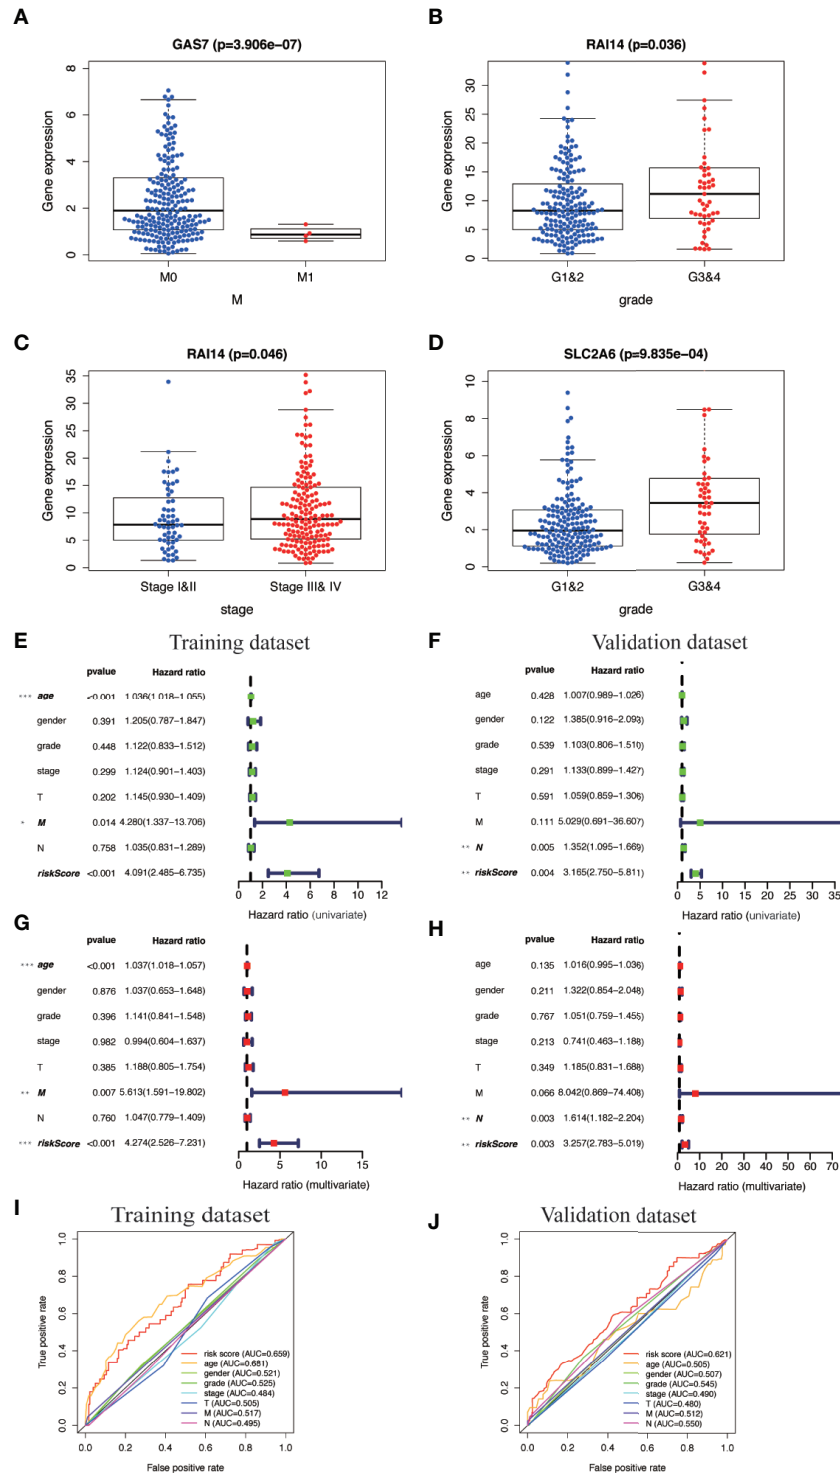 A
GAS7 (p=3.906e−07)
Gene expression
8
6
4
2
0
M0 M1
M
B
RAI14 (p=0.036)
Gene expression
30
25
20
15
10
5
0
G1&2 G3&4
grade
C
RAI14 (p=0.046)
Gene expression
35
30
25
20
15
10
5
0
Stage I&II Stage III& IV
stage
D
SLC2A6 (p=9.835e−04)
Gene expression
10
8
6
4
2
0
G1&2 G3&4
grade
E Training dataset
pvalue Hazard ratio
*** age <0.001 1.036(1.018−1.055)
gender 0.391 1.205(0.787−1.847)
grade 0.448 1.122(0.833−1.512)
stage 0.299 1.124(0.901−1.403)
T 0.202 1.145(0.930−1.409)
* M 0.014 4.280(1.337−13.706)
N 0.758 1.035(0.831−1.289)
riskScore <0.001 4.091(2.485−6.735)
0 2 4 6 8 10 12
Hazard ratio (univariate)
F Validation dataset
pvalue Hazard ratio
age 0.428 1.007(0.989−1.026)
gender 0.122 1.385(0.916−2.093)
grade 0.539 1.103(0.806−1.510)
stage 0.291 1.133(0.899−1.427)
T 0.591 1.059(0.859−1.306)
M 0.111 5.029(0.691−36.607)
** N 0.005 1.352(1.095−1.669)
** riskScore 0.004 3.165(2.750−5.811)
0 5 10 15 20 25 30 35
Hazard ratio (univariate)
G
pvalue Hazard ratio
*** age <0.001 1.037(1.018−1.057)
gender 0.876 1.037(0.653−1.648)
grade 0.396 1.141(0.841−1.548)
stage 0.982 0.994(0.604−1.637)
T 0.385 1.188(0.805−1.754)
** M 0.007 5.613(1.591−19.802)
N 0.760 1.047(0.779−1.409)
*** riskScore <0.001 4.274(2.526−7.231)
0 5 10 15
Hazard ratio (multivariate)
H
pvalue Hazard ratio
age 0.135 1.016(0.995−1.036)
gender 0.211 1.322(0.854−2.048)
grade 0.767 1.051(0.759−1.455)
stage 0.213 0.741(0.463−1.188)
T 0.349 1.185(0.831−1.688)
M 0.066 8.042(0.869−74.408)
** N 0.003 1.614(1.182−2.204)
** riskScore 0.003 3.257(2.783−5.019)
0 10 20 30 40 50 60 70
Hazard ratio (multivariate)
I Training dataset
True positive rate
1.0
0.8
0.6
0.4
0.2
0.0
risk score (AUC=0.659)
age (AUC=0.681)
gender (AUC=0.521)
grade (AUC=0.525)
stage (AUC=0.484)
T (AUC=0.505)
M (AUC=0.517)
N (AUC=0.495)
0.0 0.2 0.4 0.6 0.8 1.0
False positive rate
J Validation dataset
True positive rate
1.0
0.8
0.6
0.4
0.2
0.0
risk score (AUC=0.621)
age (AUC=0.505)
gender (AUC=0.507)
grade (AUC=0.545)
stage (AUC=0.490)
T (AUC=0.480)
M (AUC=0.512)
N (AUC=0.550)
0.0 0.2 0.4 0.6 0.8 1.0
False positive rate